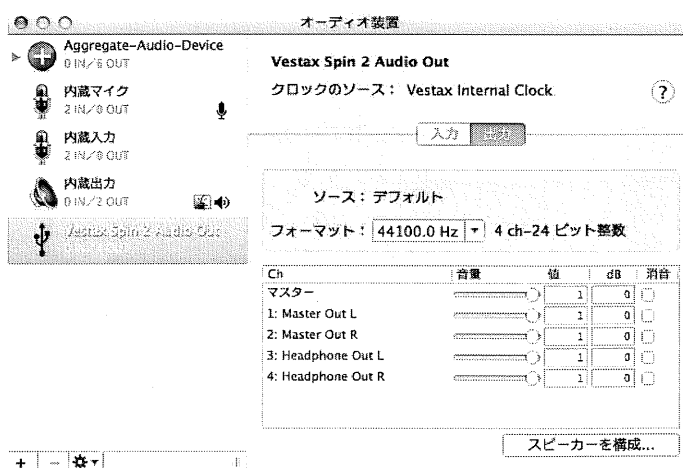 オーディオ装置
Aggregate-Audio-Device
0 IN/6 OUT
内蔵マイク
2 IN/0 OUT
内蔵入力
2 IN/0 OUT
内蔵出力
0 IN/2 OUT
Vestax Spin 2 Audio Out
Vestax Spin 2 Audio Out
クロックのソース： Vestax Internal Clock
?
入力 出力
ソース： デフォルト
フォーマット： 44100.0 Hz 4 ch-24 ビット整数
Ch 音量 値 dB 消音
マスター 1 0
1: Master Out L 1 0
2: Master Out R 1 0
3: Headphone Out L 1 0
4: Headphone Out R 1 0
スピーカーを構成...